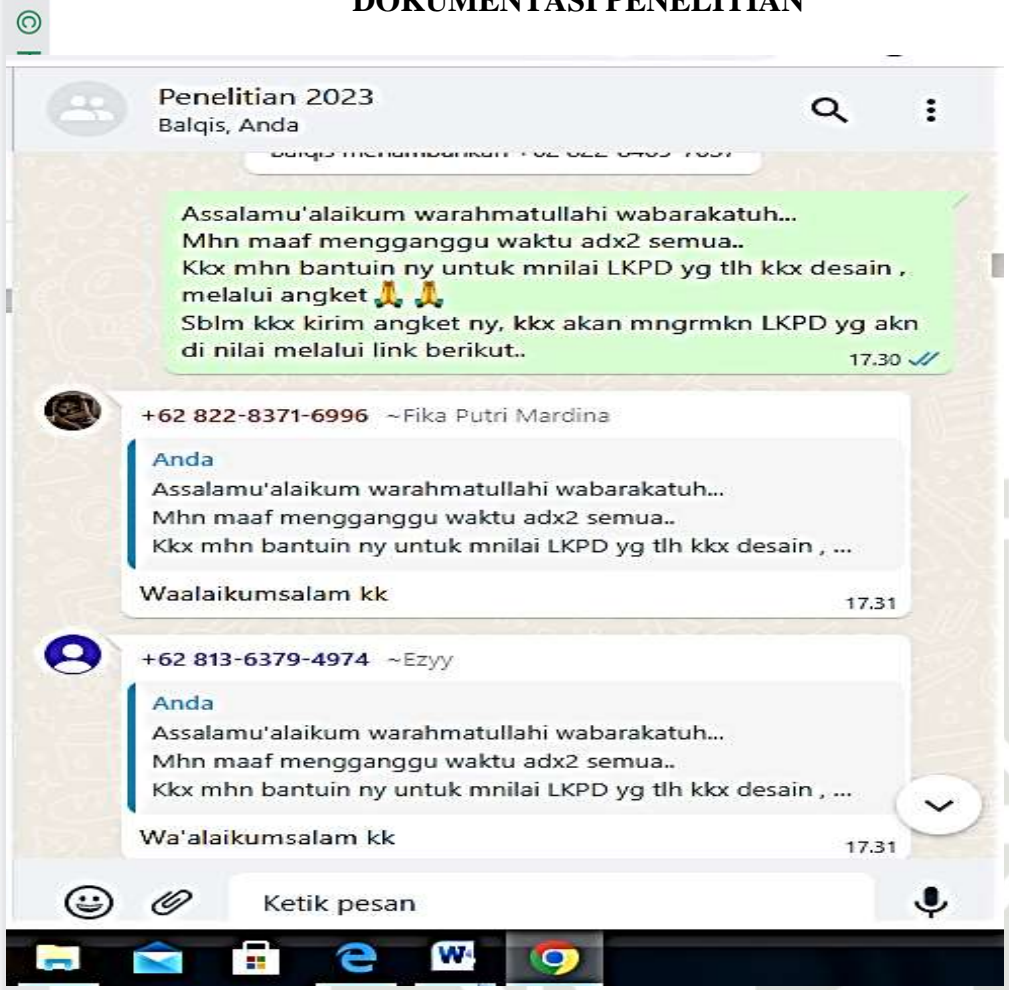 ©
DOKUMENTASI PENELITIAN
Penelitian 2023
Balqis, Anda
Assalamu'alaikum warahmatullahi wabarakatuh...
Mhn maaf mengganggu waktu adx2 semua..
Kkx mhn bantuin ny untuk mnilai LKPD yg tlh kkx desain ,
melalui angket 🙏 🙏
Sblm kkx kirim angket ny, kkx akan mngrmkn LKPD yg akn
di nilai melalui link berikut..
17.30
+62 822-8371-6996 ~Fika Putri Mardina
Anda
Assalamu'alaikum warahmatullahi wabarakatuh...
Mhn maaf mengganggu waktu adx2 semua..
Kkx mhn bantuin ny untuk mnilai LKPD yg tlh kkx desain , ...
Waalaikumsalam kk
17.31
+62 813-6379-4974 ~Ezyy
Anda
Assalamu'alaikum warahmatullahi wabarakatuh...
Mhn maaf mengganggu waktu adx2 semua..
Kkx mhn bantuin ny untuk mnilai LKPD yg tlh kkx desain , ...
Wa'alaikumsalam kk
17.31
Ketik pesan